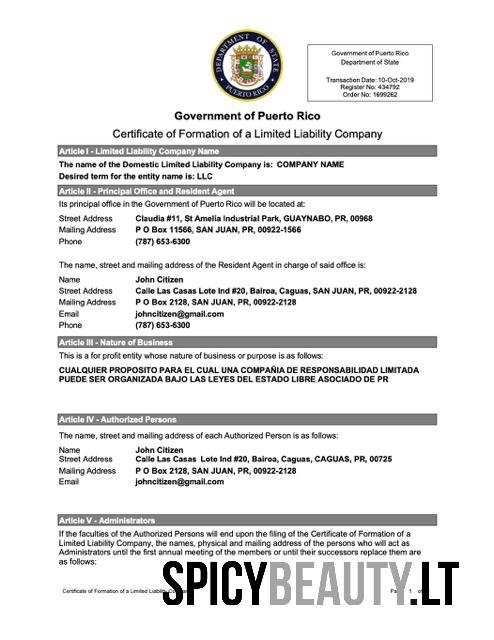 DEPARTMENT OF STATE
PUERTO RICO
Government of Puerto Rico
Department of State
Transaction Date: 10-Oct-2019
Register No: 434792
Order No: 1699262
Government of Puerto Rico
Certificate of Formation of a Limited Liability Company
Article I - Limited Liability Company Name
The name of the Domestic Limited Liability Company is: COMPANY NAME
Desired term for the entity name is: LLC
Article II - Principal Office and Resident Agent
Its principal office in the Government of Puerto Rico will be located at:
Street Address Claudia #11, St Amelia Industrial Park, GUAYNABO, PR, 00968
Mailing Address P O Box 11566, SAN JUAN, PR, 00922-1566
Phone (787) 653-6300
The name, street and mailing address of the Resident Agent in charge of said office is:
Name John Citizen
Street Address Calle Las Casas Lote Ind #20, Bairoa, Caguas, SAN JUAN, PR, 00922-2128
Mailing Address P O Box 2128, SAN JUAN, PR, 00922-2128
Email johncitizen@gmail.com
Phone (787) 653-6300
Article III - Nature of Business
This is a for profit entity whose nature of business or purpose is as follows:
CUALQUIER PROPOSITO PARA EL CUAL UNA COMPAÑIA DE RESPONSABILIDAD LIMITADA
PUEDE SER ORGANIZADA BAJO LAS LEYES DEL ESTADO LIBRE ASOCIADO DE PR
Article IV - Authorized Persons
The name, street and mailing address of each Authorized Person is as follows:
Name John Citizen
Street Address Calle Las Casas Lote Ind #20, Bairoa, Caguas, CAGUAS, PR, 00725
Mailing Address P O Box 2128, SAN JUAN, PR, 00922-2128
Email johncitizen@gmail.com
Article V - Administrators
If the faculties of the Authorized Persons will end upon the filing of the Certificate of Formation of a
Limited Liability Company, the names, physical and mailing address of the persons who will act as
Administrators until the first annual meeting of the members or until their successors replace them are
as follows:
Certificate of Formation of a Limited Liability 1
SPICYBEAUTY.LT